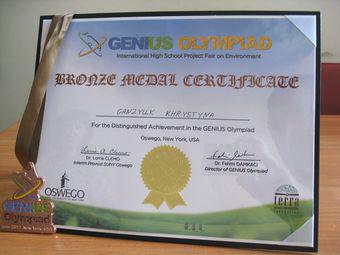 GENIUS OLYMPIAD
International High School Project Fair on Environment
BRONZE MEDAL CERTIFICATE
GANZYUK KHRYSTYNA
For the Distinguished Achievement in the GENIUS Olympiad
Oswego, New York, USA
Dr. Lorrie CLEMO
Interim Provost SUNY Oswego
Dr. Fehmi DAMKACI
Director of GENIUS Olympiad
OSWEGO
terra
GENIUS
Olympiad